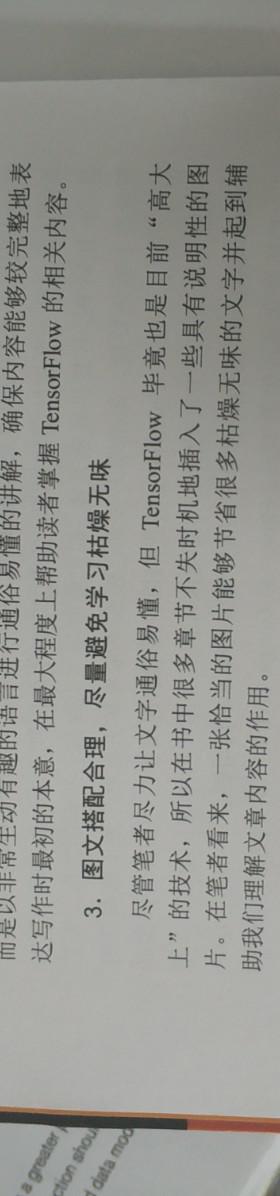 a greater
ction shou
d data mod
而是以非常生动有趣的语言进行通俗易懂的讲解，确保内容能够较完整地表
达写作时最初的本意，在最大程度上帮助读者掌握 TensorFlow 的相关内容。
3．图文搭配合理，尽量避免学习枯燥无味
尽管笔者尽力让文字通俗易懂，但 TensorFlow 毕竟也是目前“高大
上”的技术，所以在书中很多章节不失时机地插入了一些具有说明性的图
片。在笔者看来，一张恰当的图片能够节省很多枯燥无味的文字并起到辅
助我们理解文章内容的作用。